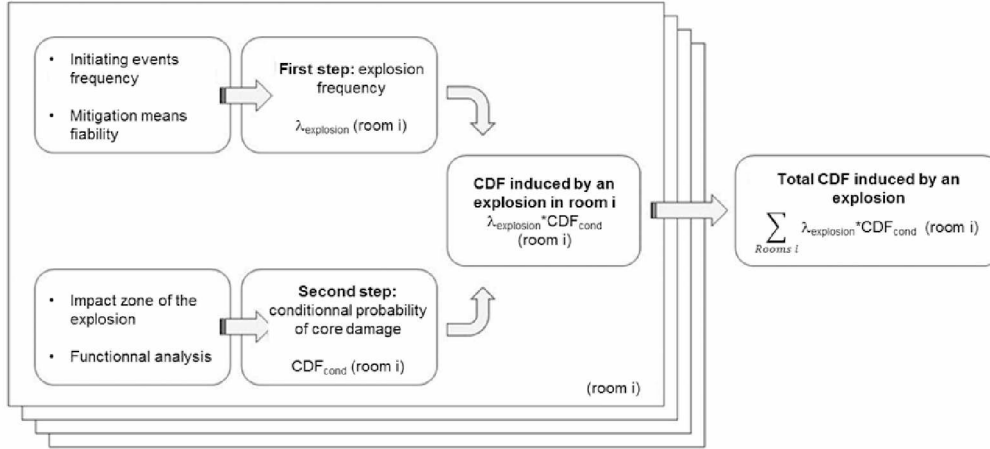 • Initiating events
frequency
• Mitigation means
fiability
First step: explosion
frequency
λexplosion (room i)
CDF induced by an
explosion in room i
λexplosion*CDFcond
(room i)
Total CDF induced by an
explosion
∑ λexplosion*CDFcond (room i)
Rooms i
• Impact zone of the
explosion
• Functionnal analysis
Second step:
conditionnal probability
of core damage
CDFcond (room i)
(room i)